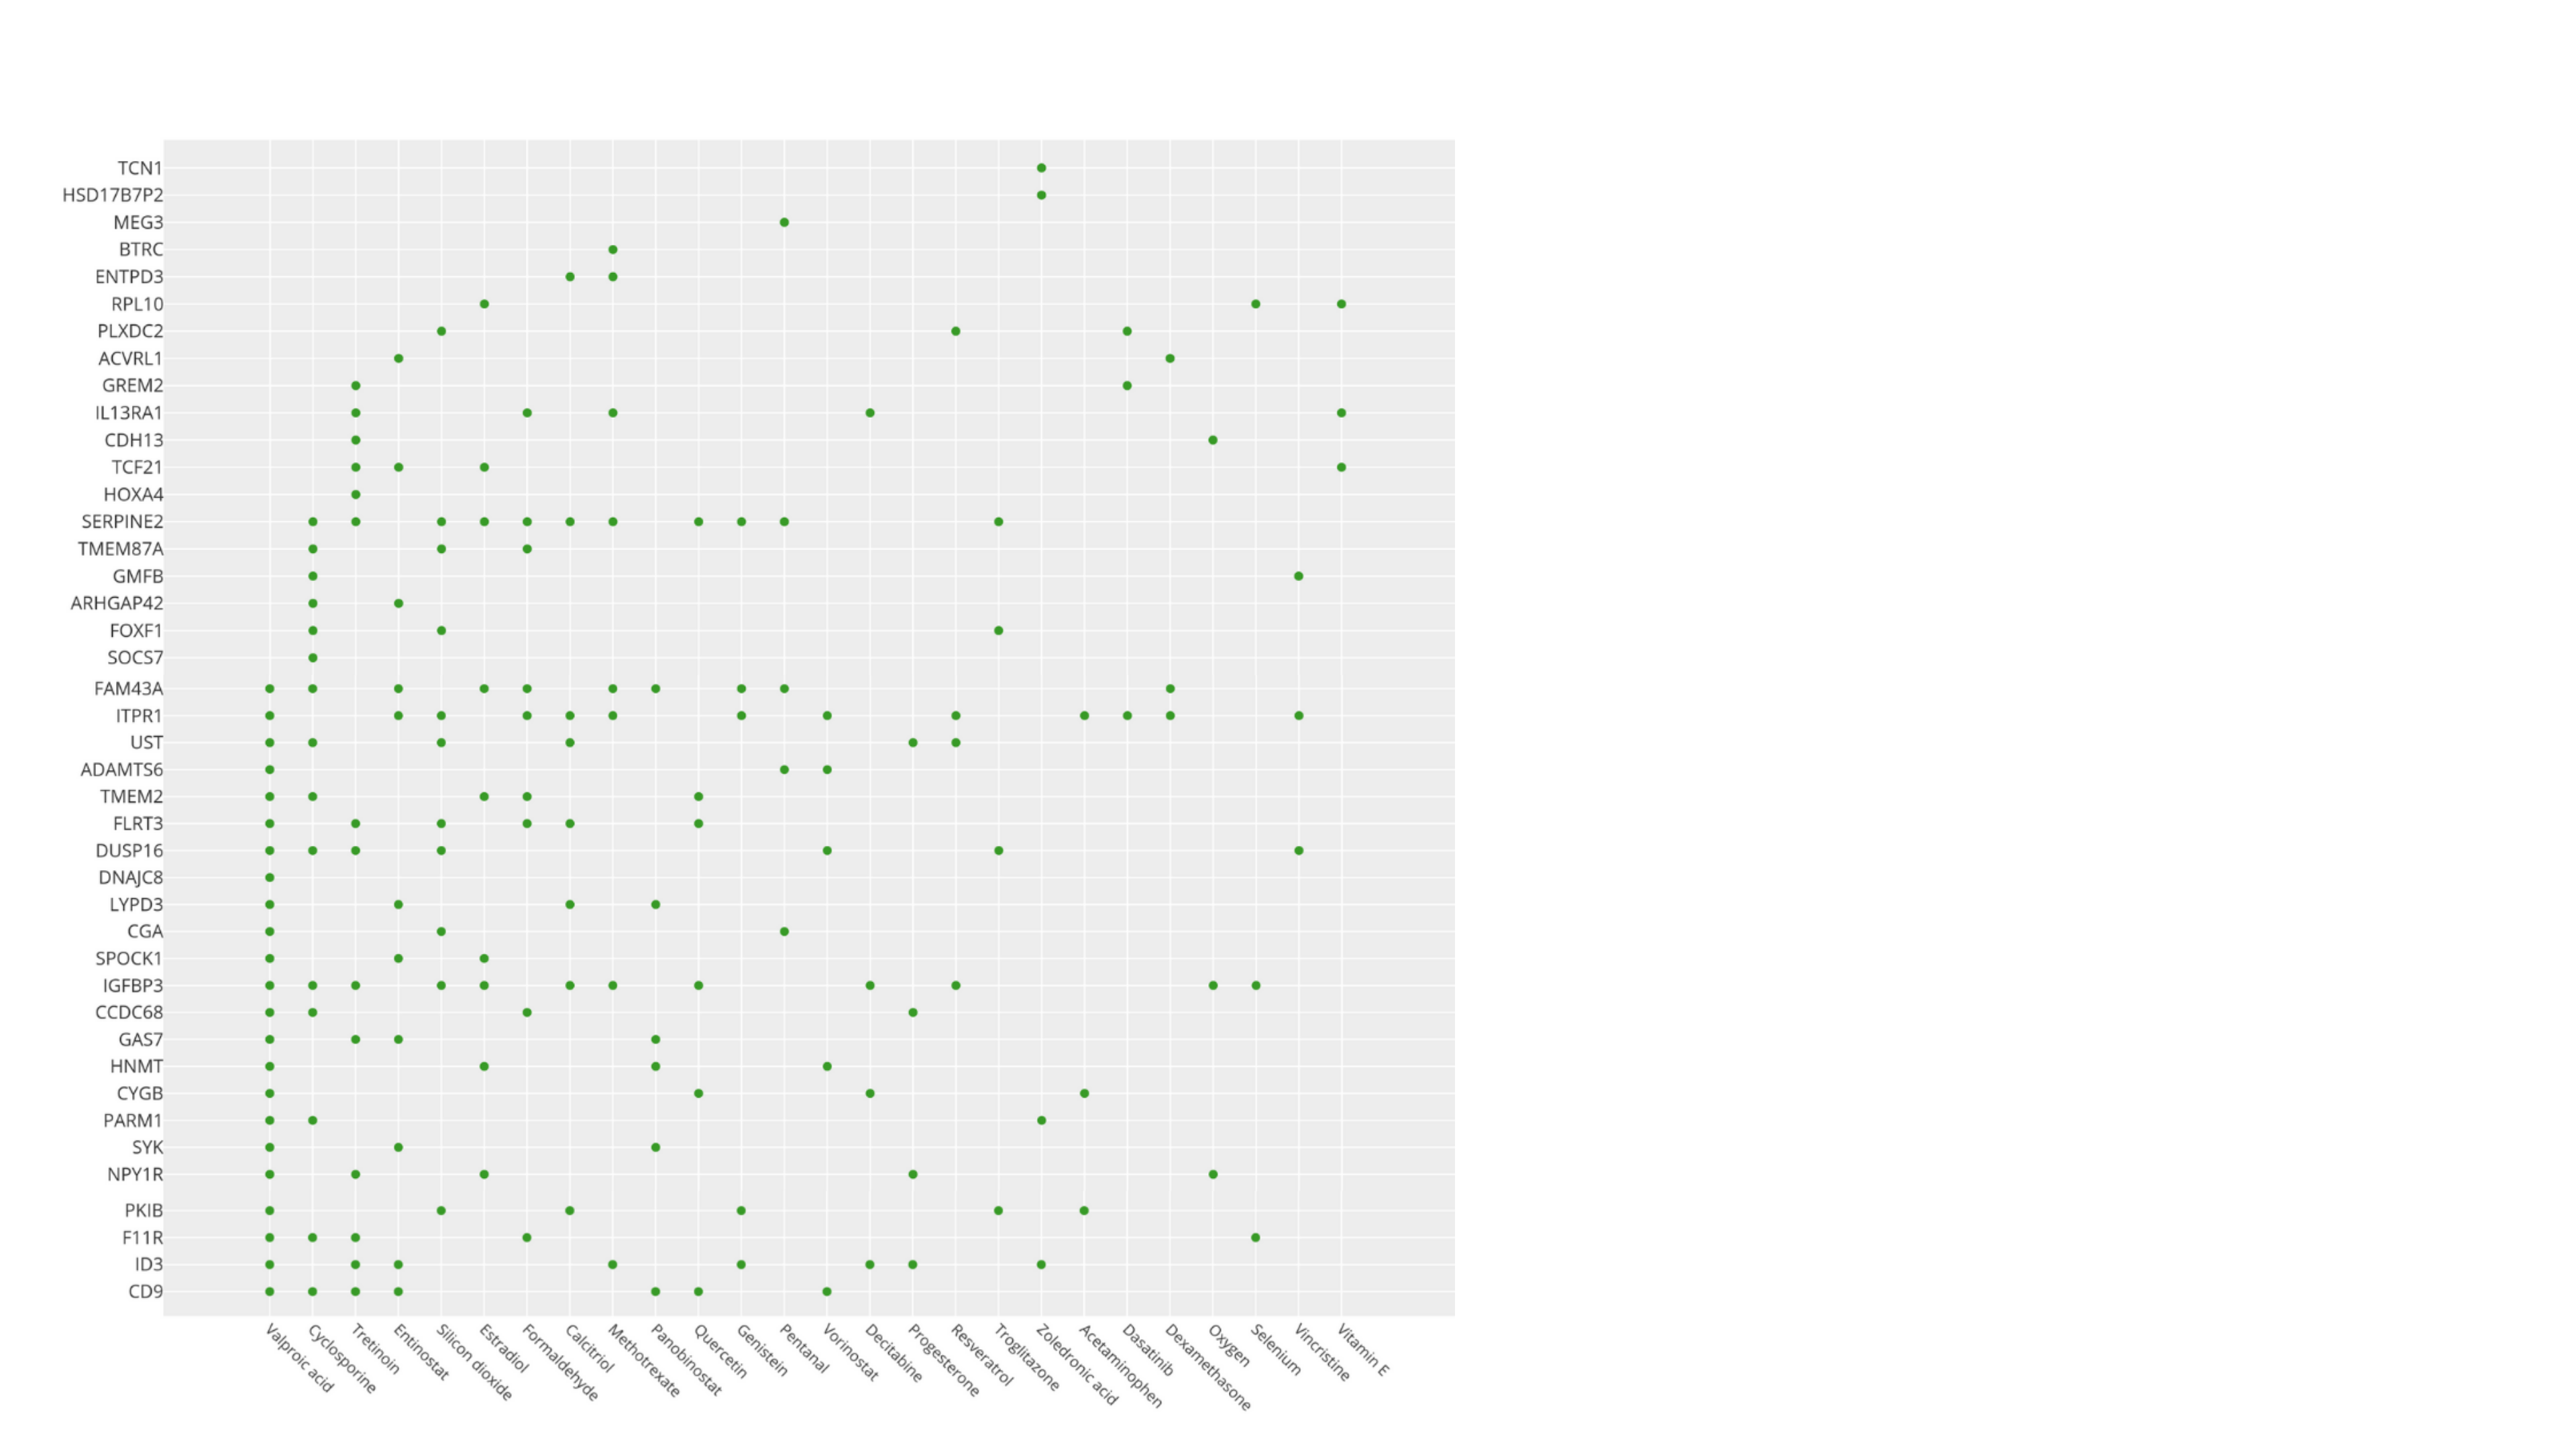 TCN1
HSD17B7P2
MEG3
BTRC
ENTPD3
RPL10
PLXDC2
ACVRL1
GREM2
IL13RA1
CDH13
TCF21
HOXA4
SERPINE2
TMEM87A
GMFB
ARHGAP42
FOXF1
SOCS7
FAM43A
ITPR1
UST
ADAMTS6
TMEM2
FLRT3
DUSP16
DNAJC8
LYPD3
CGA
SPOCK1
IGFBP3
CCDC68
GAS7
HNMT
CYGB
PARM1
SYK
NPY1R
PKIB
F11R
ID3
CD9
Valproic acid
Cyclosporine
Tretinoin
Entinostat
Silicon dioxide
Estradiol
Formaldehyde
Calcitriol
Methotrexate
Panobinostat
Quercetin
Genistein
Pentanal
Vorinostat
Decitabine
Progesterone
Resveratrol
Troglitazone
Zoledronic acid
Acetaminophen
Dasatinib
Dexamethasone
Oxygen
Selenium
Vincristine
Vitamin E